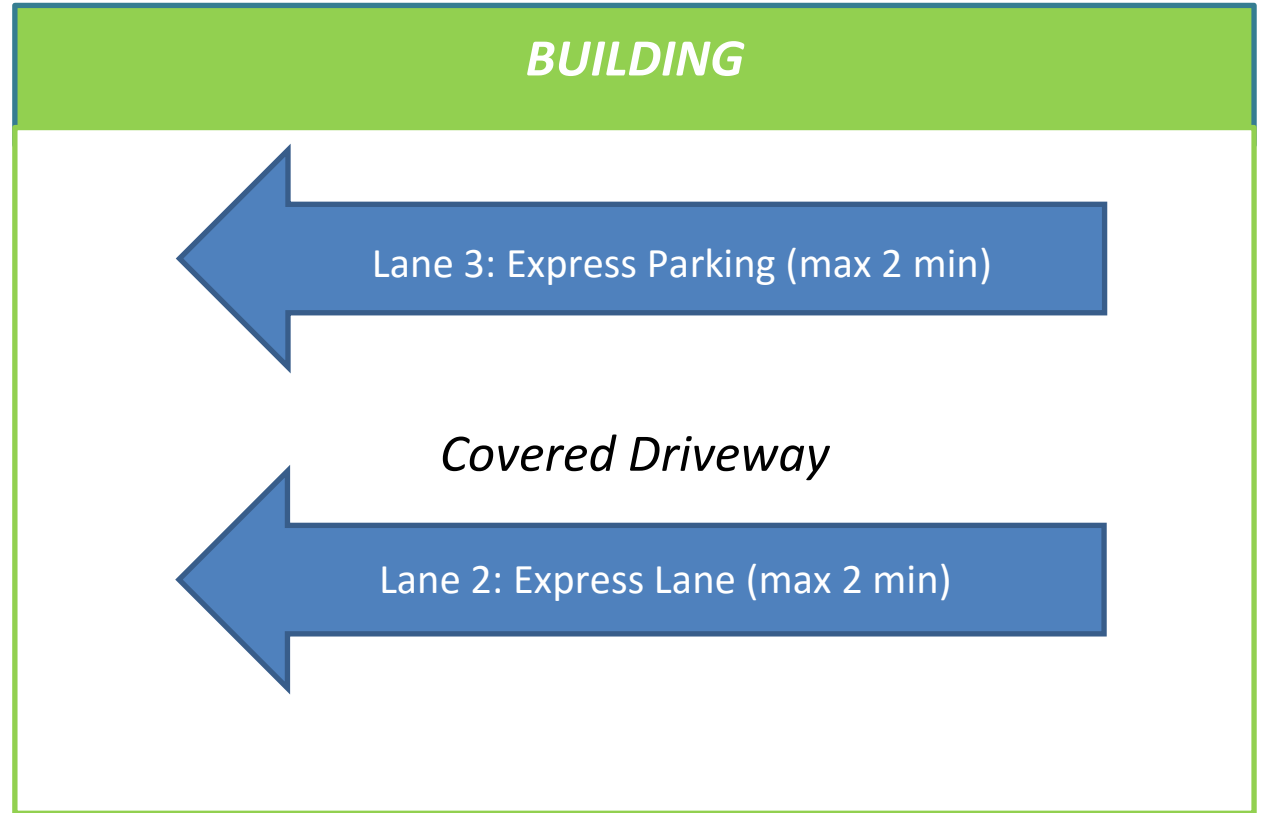 BUILDING
Lane 3: Express Parking (max 2 min)
Covered Driveway
Lane 2: Express Lane (max 2 min)